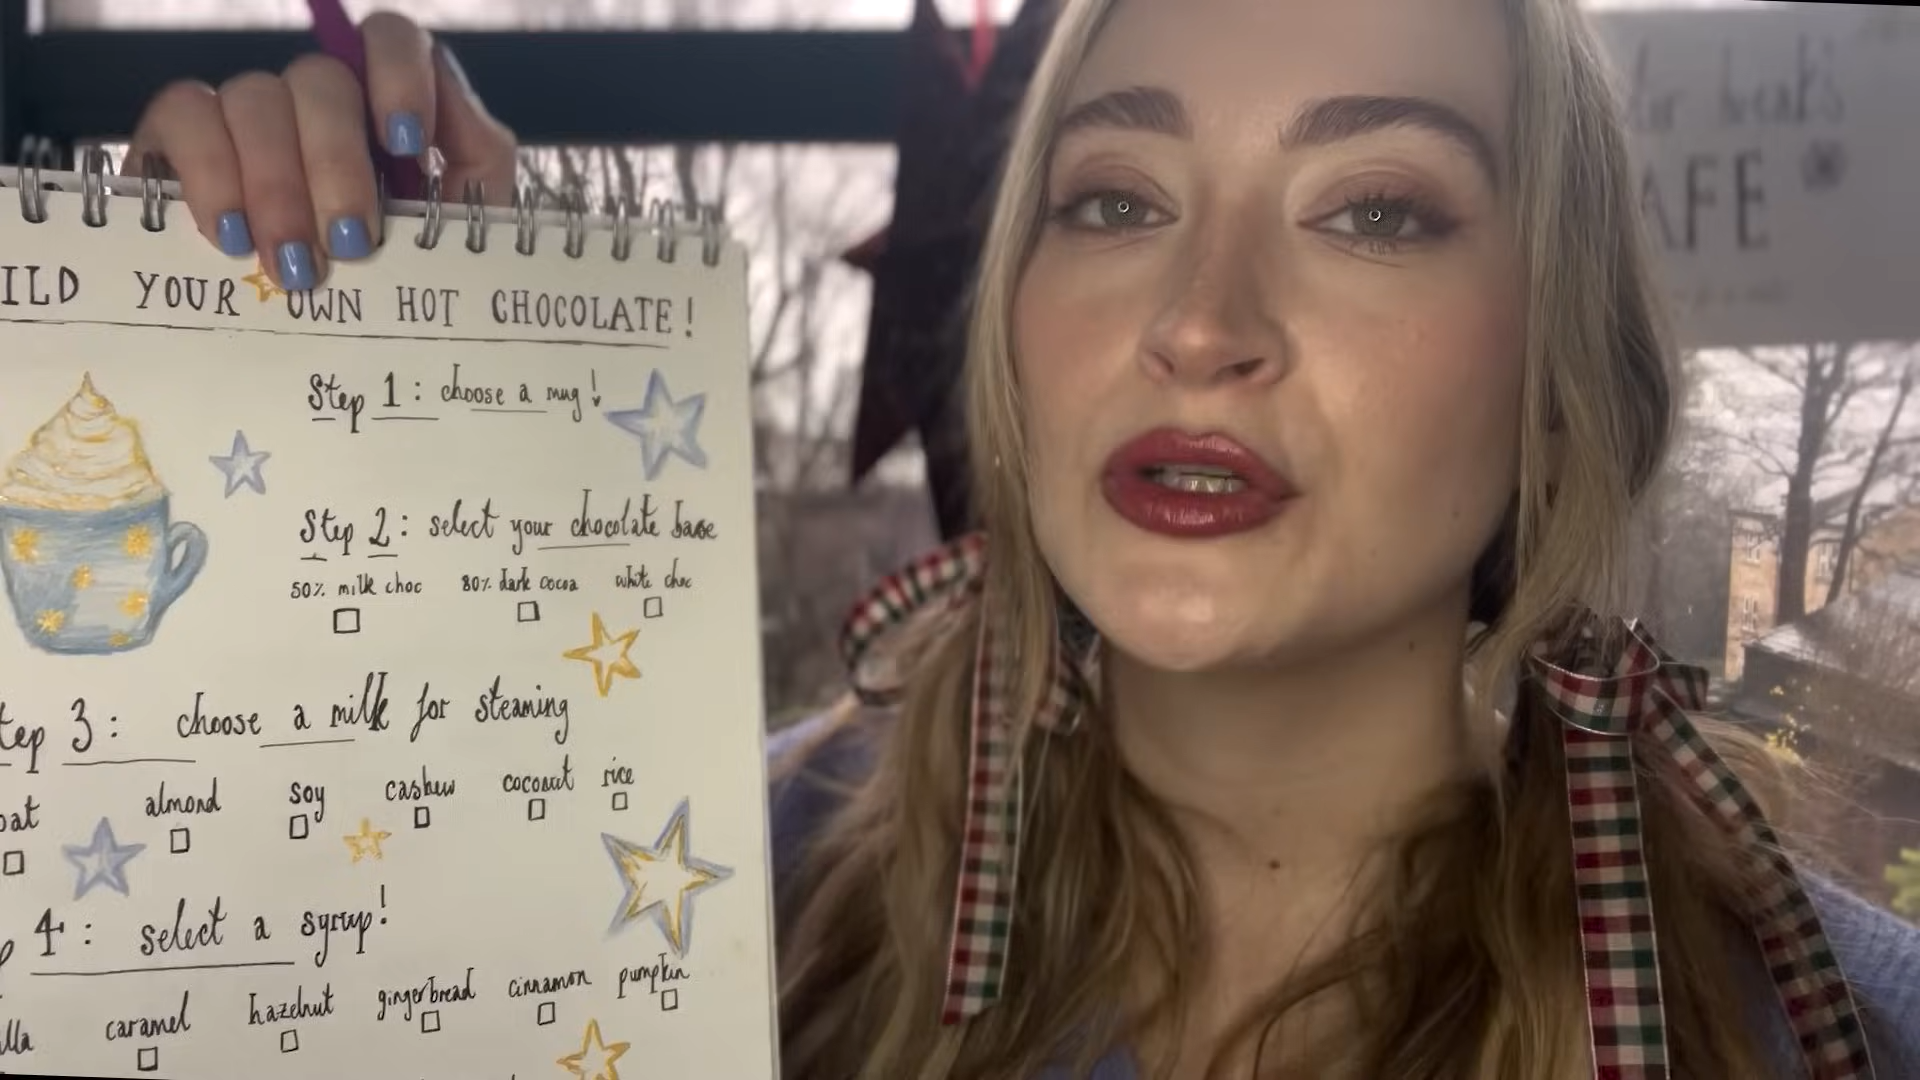 ILD YOUR OWN HOT CHOCOLATE!
Step 1: choose a mug!
Step 2: select your chocolate base
50% milk choc 80% dark cocoa white choc
tep 3: choose a milk for steaming
oat almond soy cashew coconut rice
p 4: select a syrup!
lla caramel hazelnut gingerbread cinnamon pumpkin
AFE